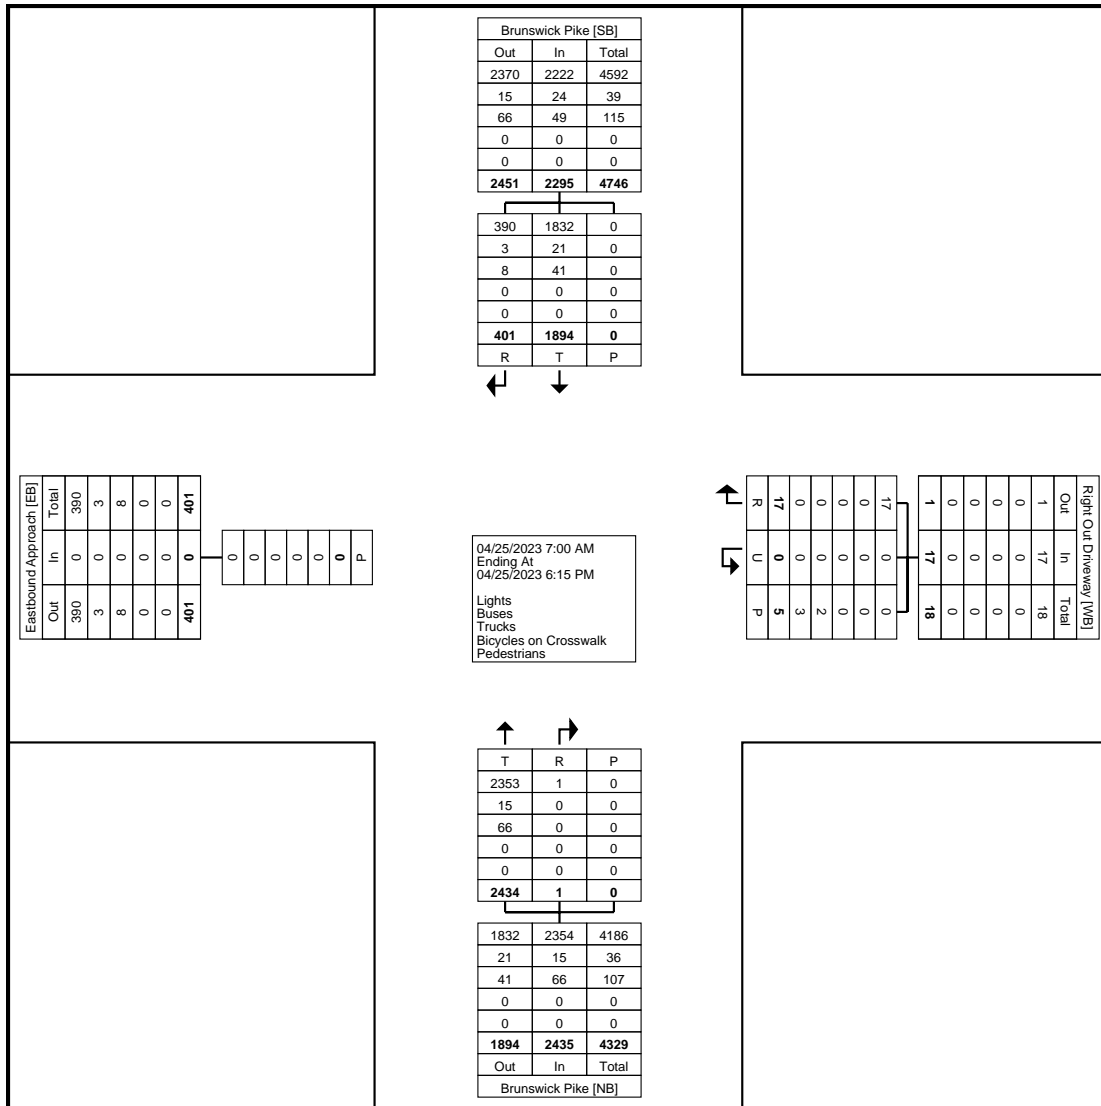 Brunswick Pike [SB]
Out In Total
2370 2222 4592
15 24 39
66 49 115
0 0 0
0 0 0
2451 2295 4746
390 1832 0
3 21 0
8 41 0
0 0 0
0 0 0
401 1894 0
R T P
Eastbound Approach [EB]
Total In Out
390 0 390
3 0 3
8 0 8
0 0 0
0 0 0
401 0 401
0
0
0
0
0
0
P
04/25/2023 7:00 AM
Ending At
04/25/2023 6:15 PM
Lights
Buses
Trucks
Bicycles on Crosswalk
Pedestrians
Right Out Driveway [WB]
Out In Total
1 17 18
0 0 0
0 0 0
0 0 0
0 0 0
1 17 18
17 0 0
0 0 0
0 0 0
0 0 2
0 0 3
17 0 5
R U P
T R P
2353 1 0
15 0 0
66 0 0
0 0 0
0 0 0
2434 1 0
1832 2354 4186
21 15 36
41 66 107
0 0 0
0 0 0
1894 2435 4329
Out In Total
Brunswick Pike [NB]